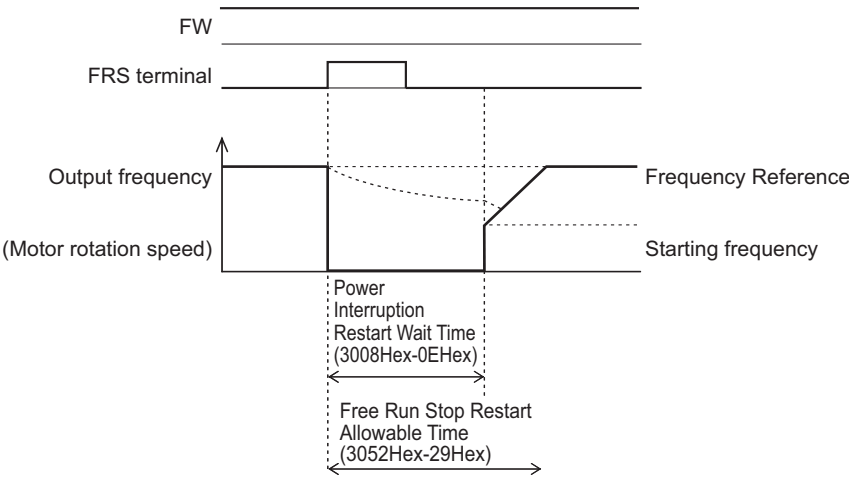 FW
FRS terminal
Output frequency
Frequency Reference
(Motor rotation speed)
Starting frequency
Power
Interruption
Restart Wait Time
(3008Hex-0EHex)
Free Run Stop Restart
Allowable Time
(3052Hex-29Hex)